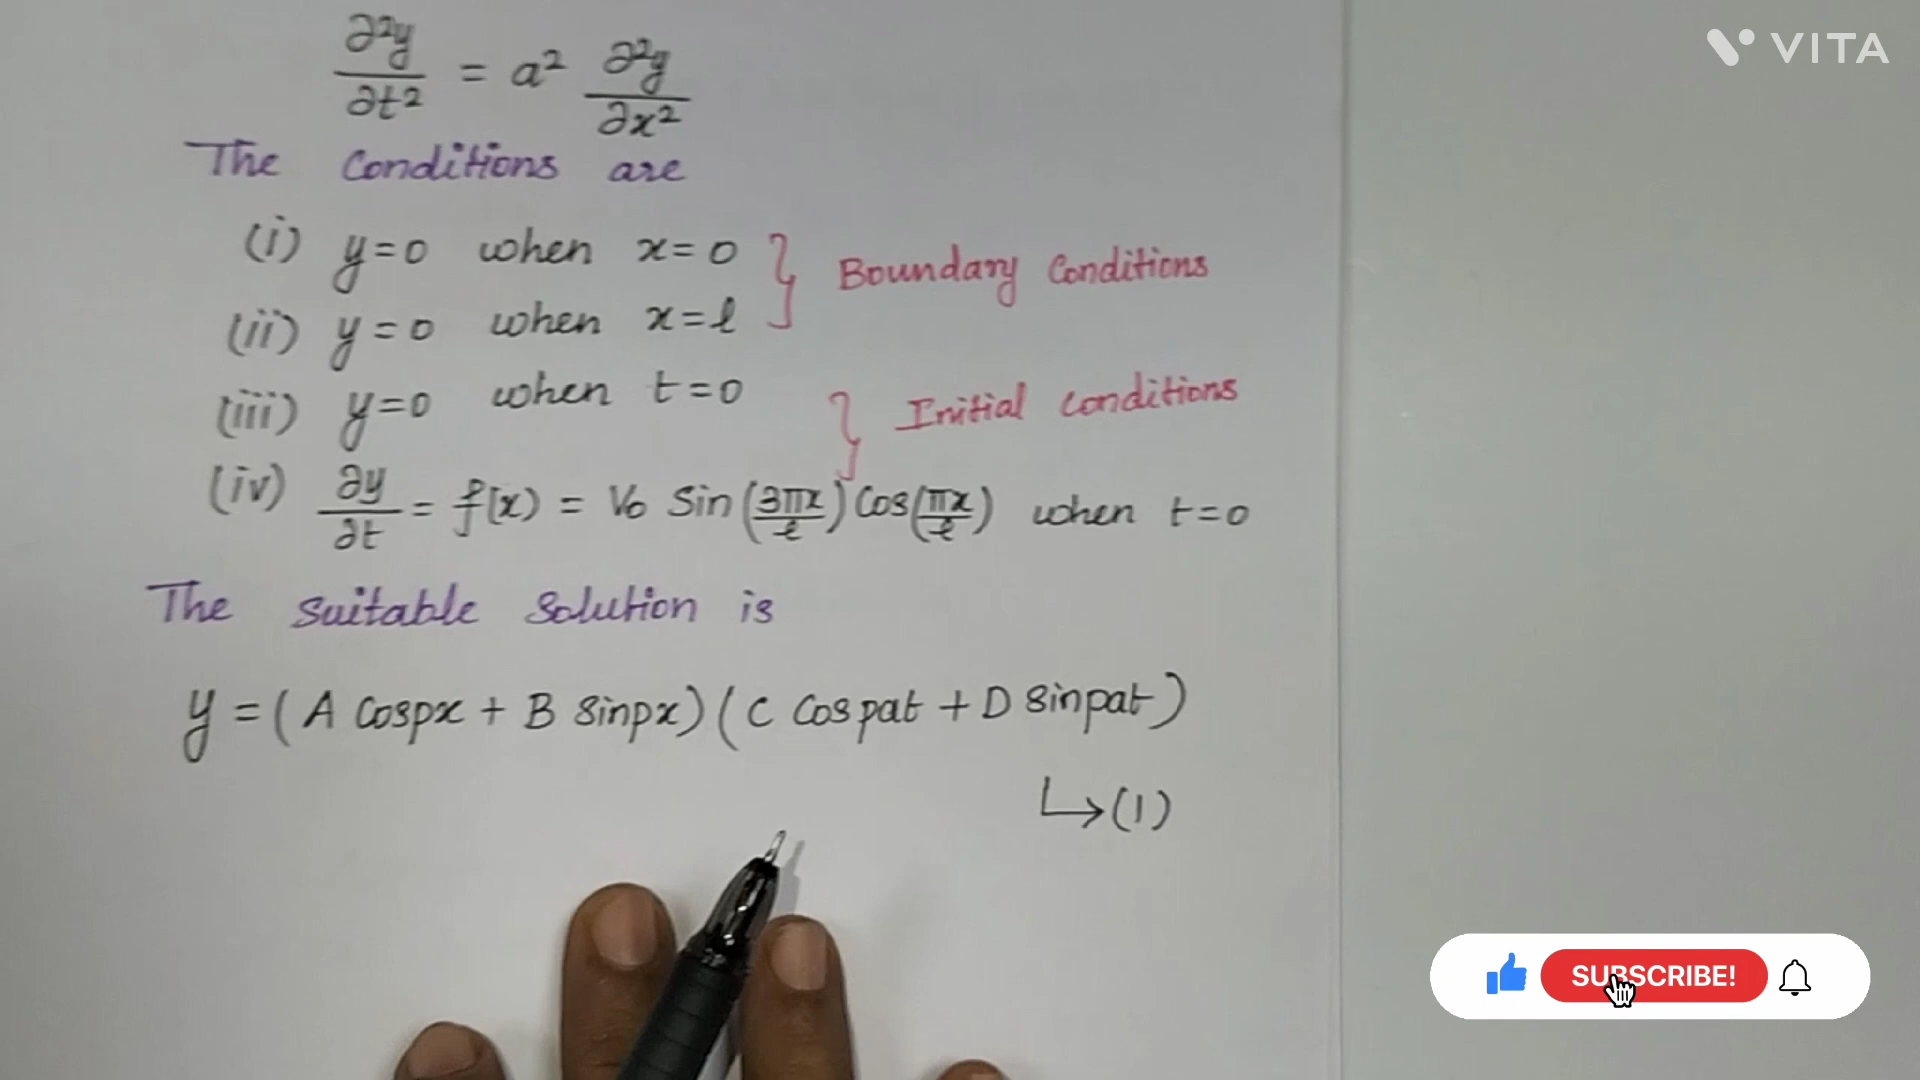 ∂²y/∂t² = a² ∂²y/∂x²
VITA
The Conditions are
(i) y=0 when x=0
(ii) y=0 when x=l
Boundary Conditions
(iii) y=0 when t=0
Initial Conditions
(iv) ∂y/∂t = f(x) = V₀ Sin(3πx/l) Cos(πx/l) when t=0
The Suitable Solution is
y = (A Cospx + B Sinpx)(C Cospat + D Sinpat)
↳(1)
SUBSCRIBE!